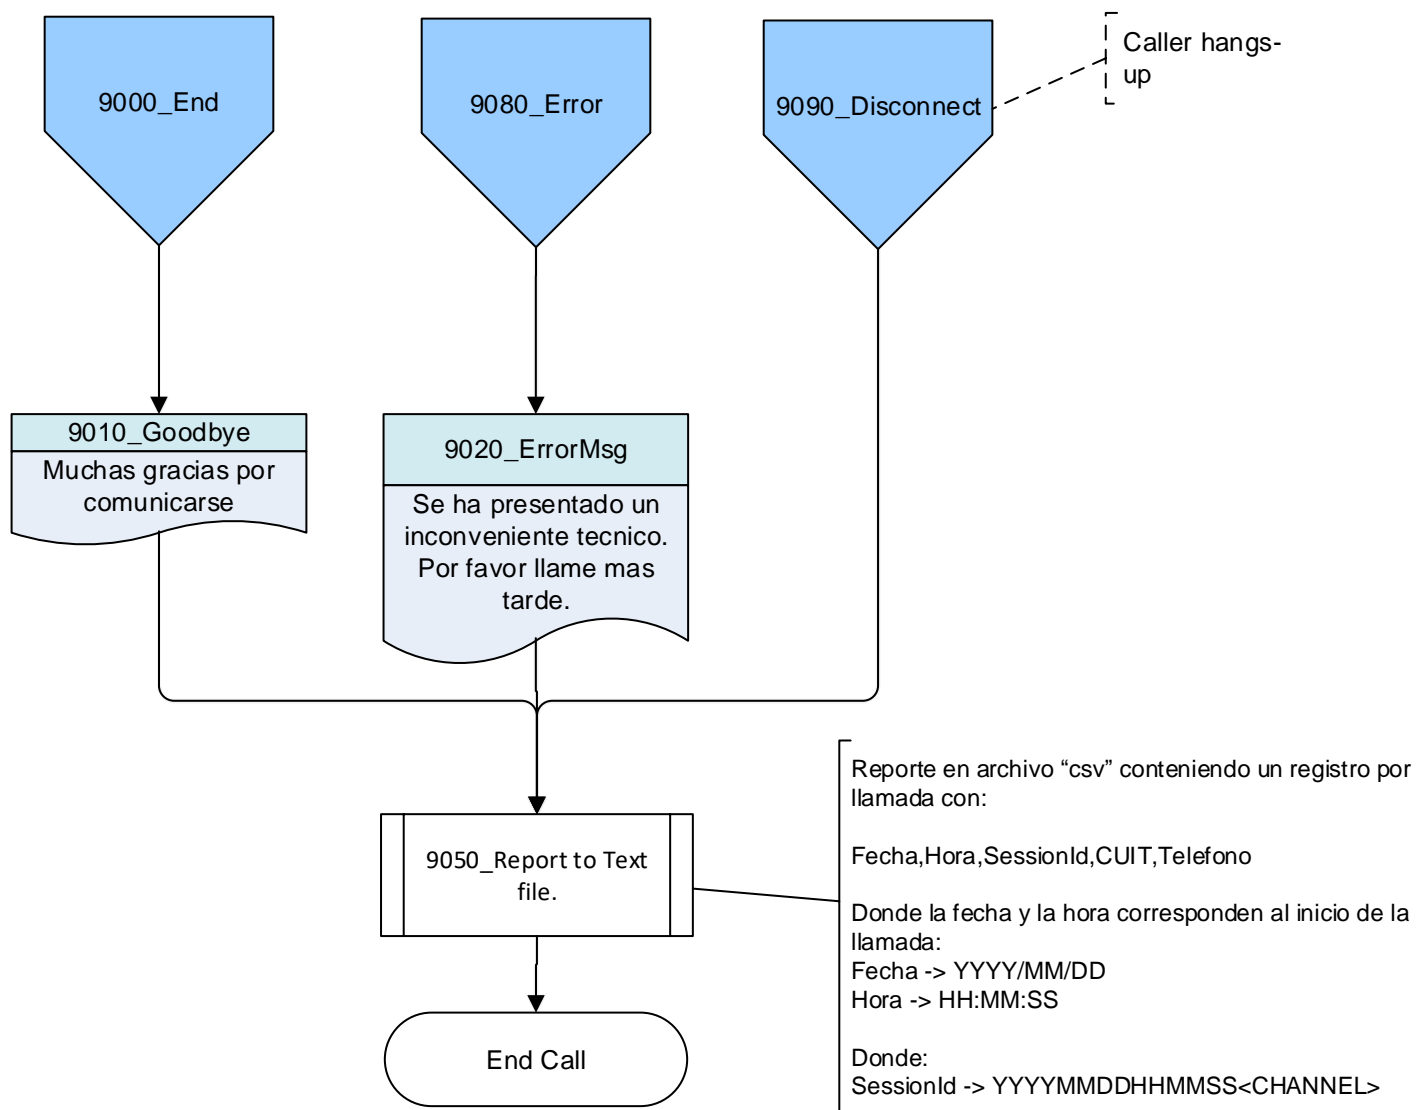 9000_End
9080_Error
9090_Disconnect
Caller hangs-
up
9010_Goodbye
Muchas gracias por
comunicarse
9020_ErrorMsg
Se ha presentado un
inconveniente tecnico.
Por favor llame mas
tarde.
9050_Report to Text
file.
Reporte en archivo “csv” conteniendo un registro por
llamada con:
Fecha,Hora,SessionId,CUIT,Telefono
Donde la fecha y la hora corresponden al inicio de la
llamada:
Fecha -> YYYY/MM/DD
Hora -> HH:MM:SS
Donde:
SessionId -> YYYYMMDDHHMMSS<CHANNEL>
End Call